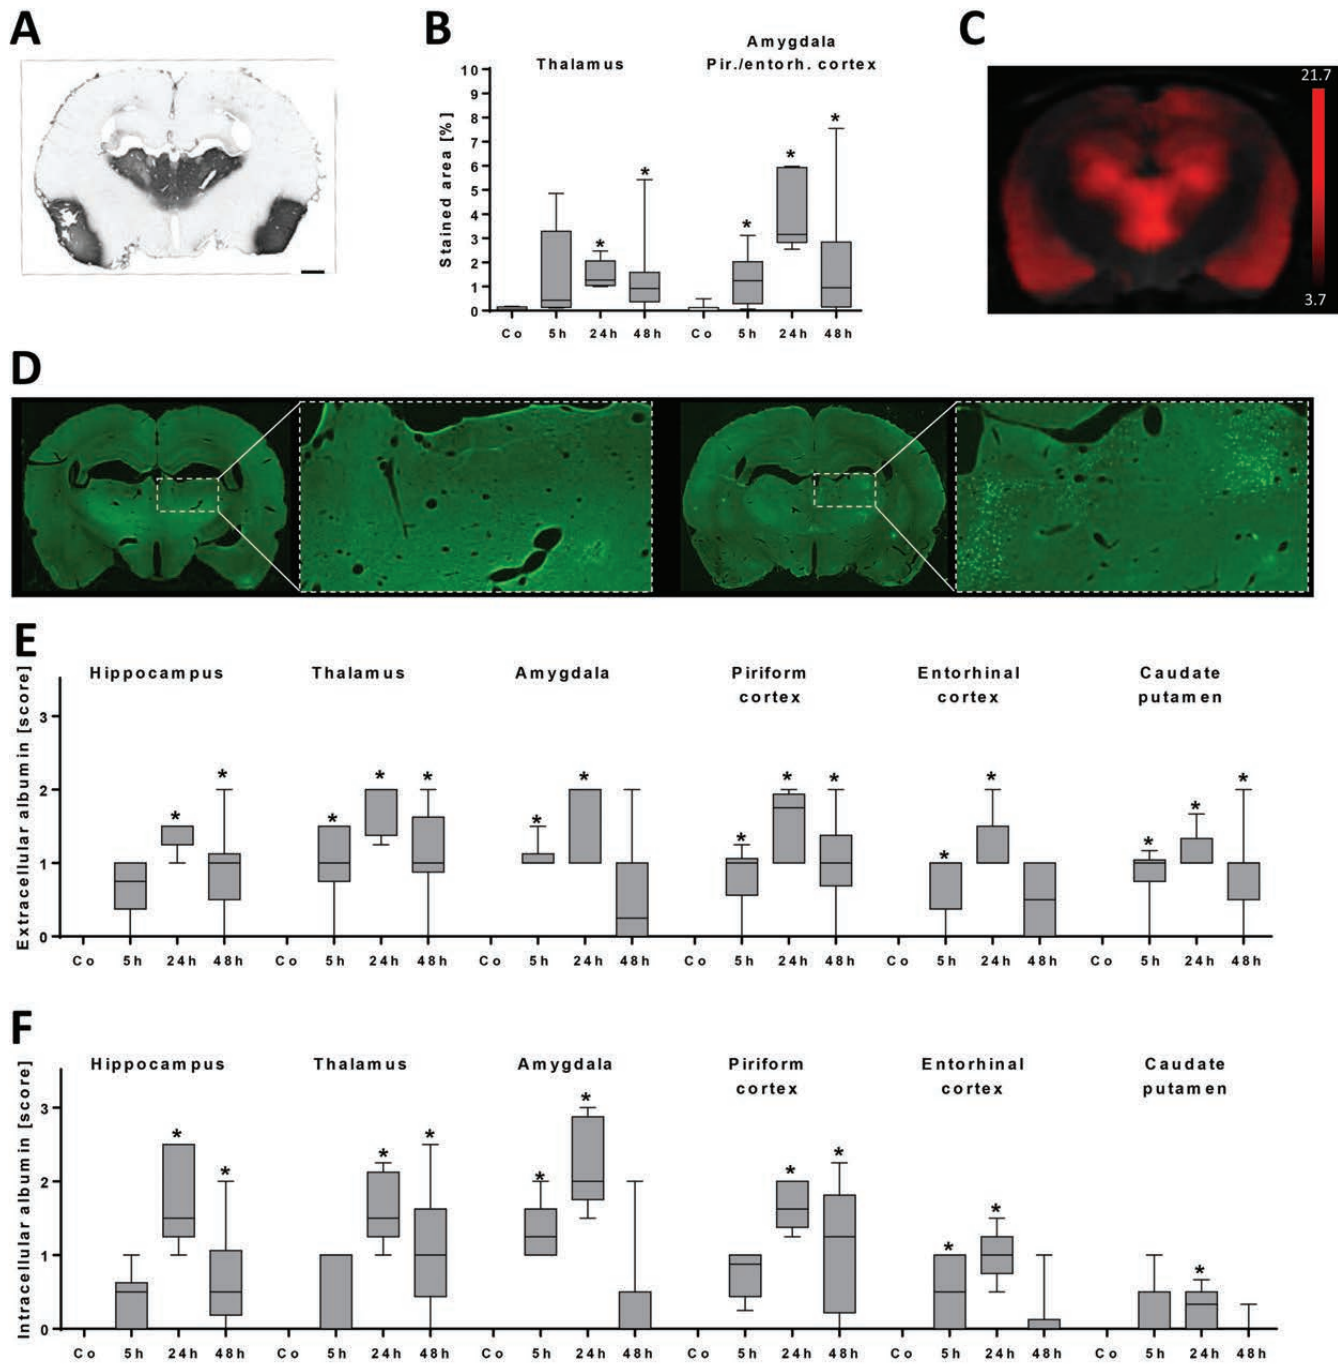 A
B
C
Amygdala
Thalamus Pir./entorh. cortex
Stained area [%]
10
9
8
7
6
5
4
3
2
1
0
* * * * *
Co 5h 24h 48h Co 5h 24h 48h
21.7
3.7
D
E
Hippocampus Thalamus Amygdala Piriform Entorhinal Caudate
cortex cortex putamen
Extracellular albumin [score]
3
2
1
0
* * * * * * * * * * * * * * *
Co 5h 24h 48h Co 5h 24h 48h Co 5h 24h 48h Co 5h 24h 48h Co 5h 24h 48h Co 5h 24h 48h
F
Hippocampus Thalamus Amygdala Piriform Entorhinal Caudate
cortex cortex putamen
Intracellular albumin [score]
3
2
1
0
* * * * * * * * * * *
Co 5h 24h 48h Co 5h 24h 48h Co 5h 24h 48h Co 5h 24h 48h Co 5h 24h 48h Co 5h 24h 48h